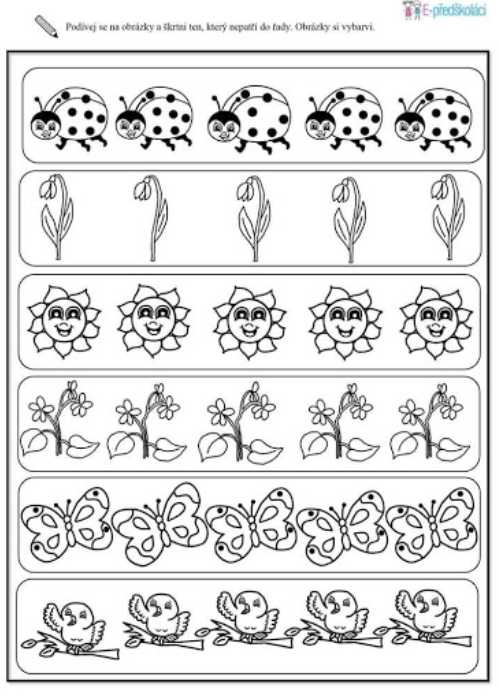 E-předškoláci
Podívej se na obrázky a škrtni ten, který nepatří do řady. Obrázky si vybarvi.